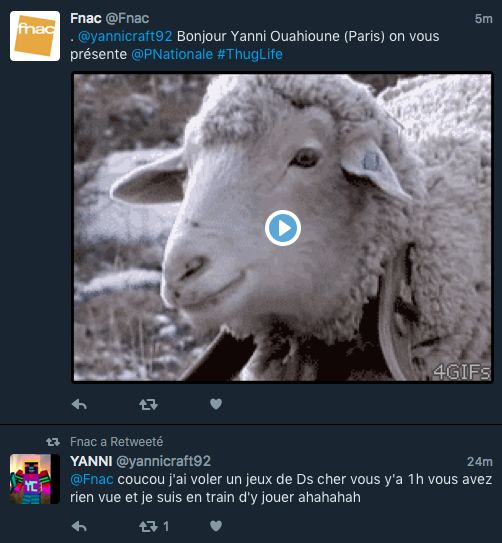 fnac
Fnac @Fnac 5m
. @yannicraft92 Bonjour Yanni Ouahioune (Paris) on vous
présente @PNationale #ThugLife
4GIFs
Fnac a Retweeté
YC
YANNI @yannicraft92 24m
@Fnac coucou j'ai voler un jeux de Ds cher vous y'a 1h vous avez
rien vue et je suis en train d'y jouer ahahahah
1